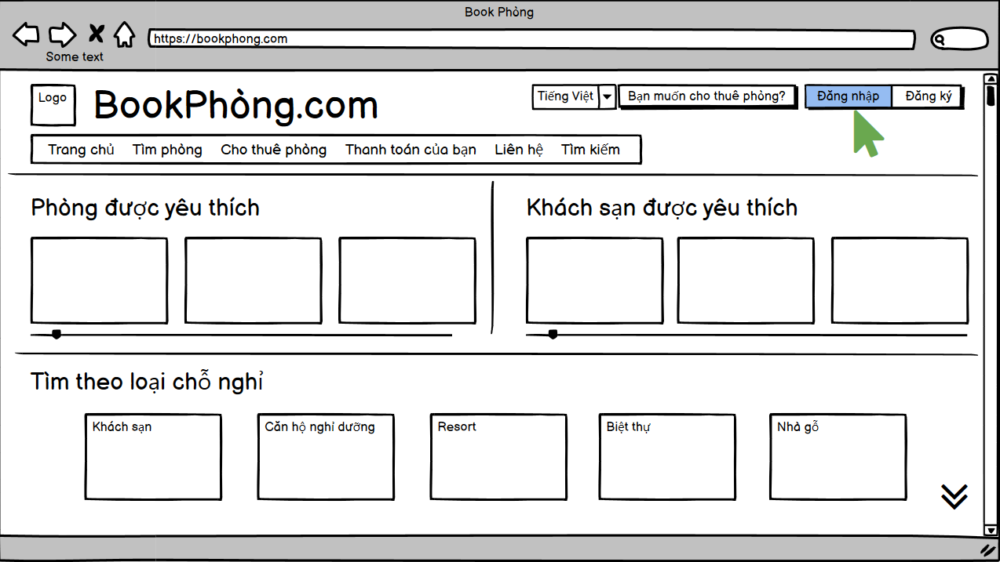 Book Phòng
https://bookphong.com
Some text
Logo
BookPhòng.com
Tiếng Việt
Bạn muốn cho thuê phòng?
Đăng nhập
Đăng ký
Trang chủ Tìm phòng Cho thuê phòng Thanh toán của bạn Liên hệ Tìm kiếm
Phòng được yêu thích
Khách sạn được yêu thích
Tìm theo loại chỗ nghỉ
Khách sạn
Căn hộ nghỉ dưỡng
Resort
Biệt thự
Nhà gỗ